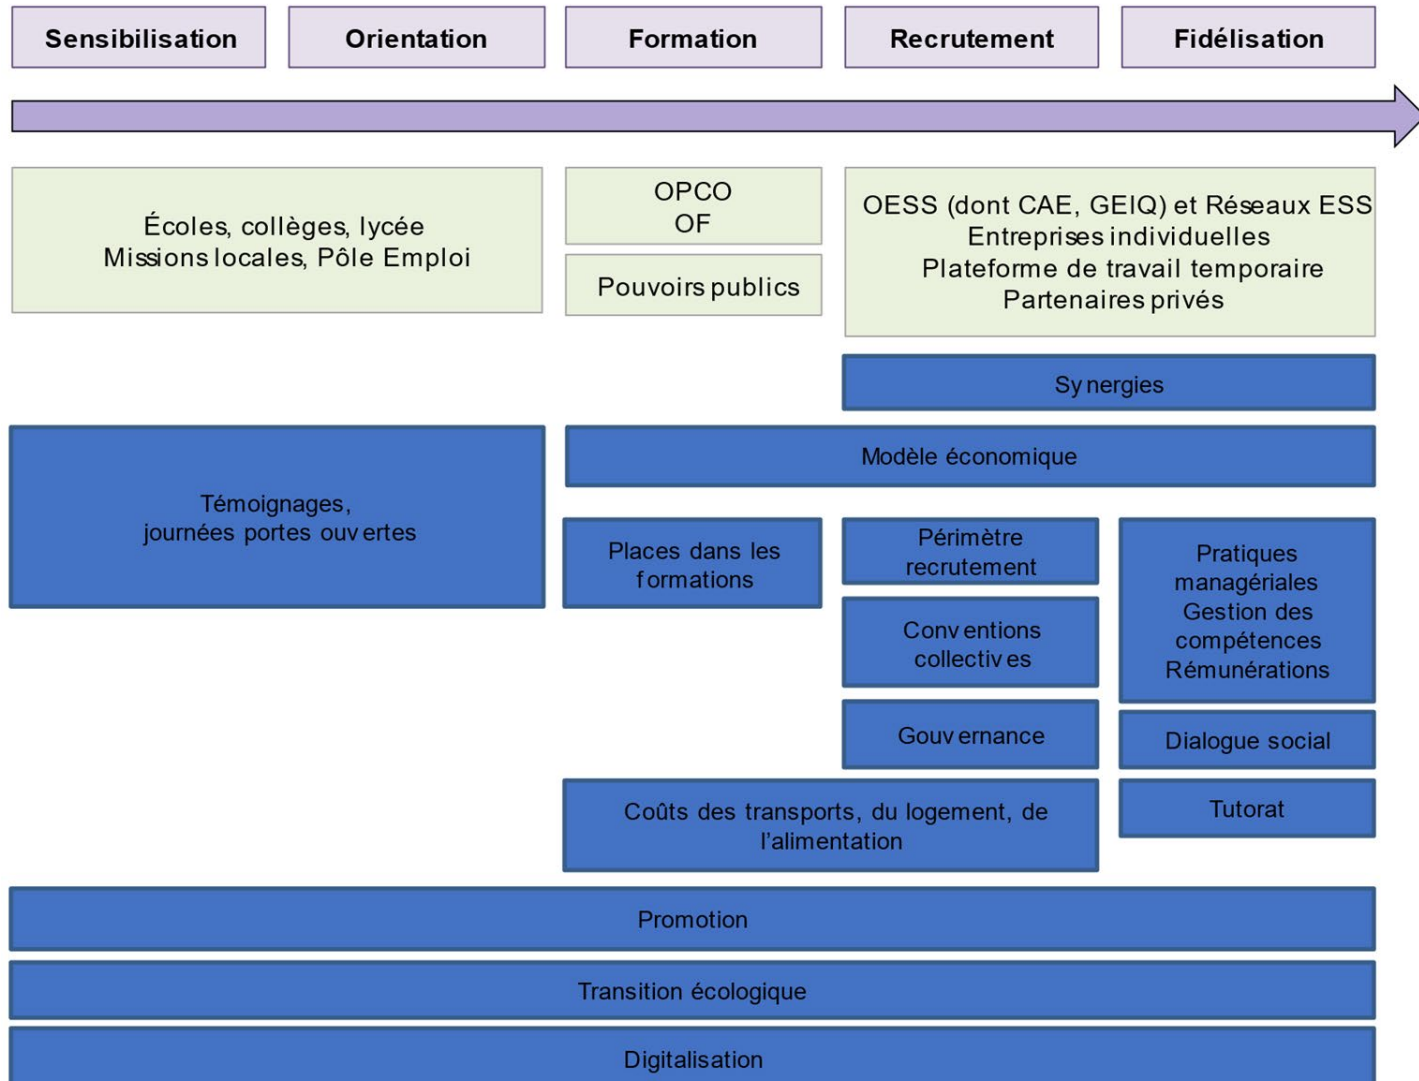 Sensibilisation
Orientation
Formation
Recrutement
Fidélisation
Écoles, collèges, lycée
Missions locales, Pôle Emploi
OPCO
OF
Pouvoirs publics
OESS (dont CAE, GEIQ) et Réseaux ESS
Entreprises individuelles
Plateforme de travail temporaire
Partenaires privés
Synergies
Témoignages,
journées portes ouvertes
Modèle économique
Places dans les
formations
Périmètre
recrutement
Conventions
collectives
Gouvernance
Pratiques
managériales
Gestion des
compétences
Rémunérations
Dialogue social
Coûts des transports, du logement, de
l’alimentation
Tutorat
Promotion
Transition écologique
Digitalisation